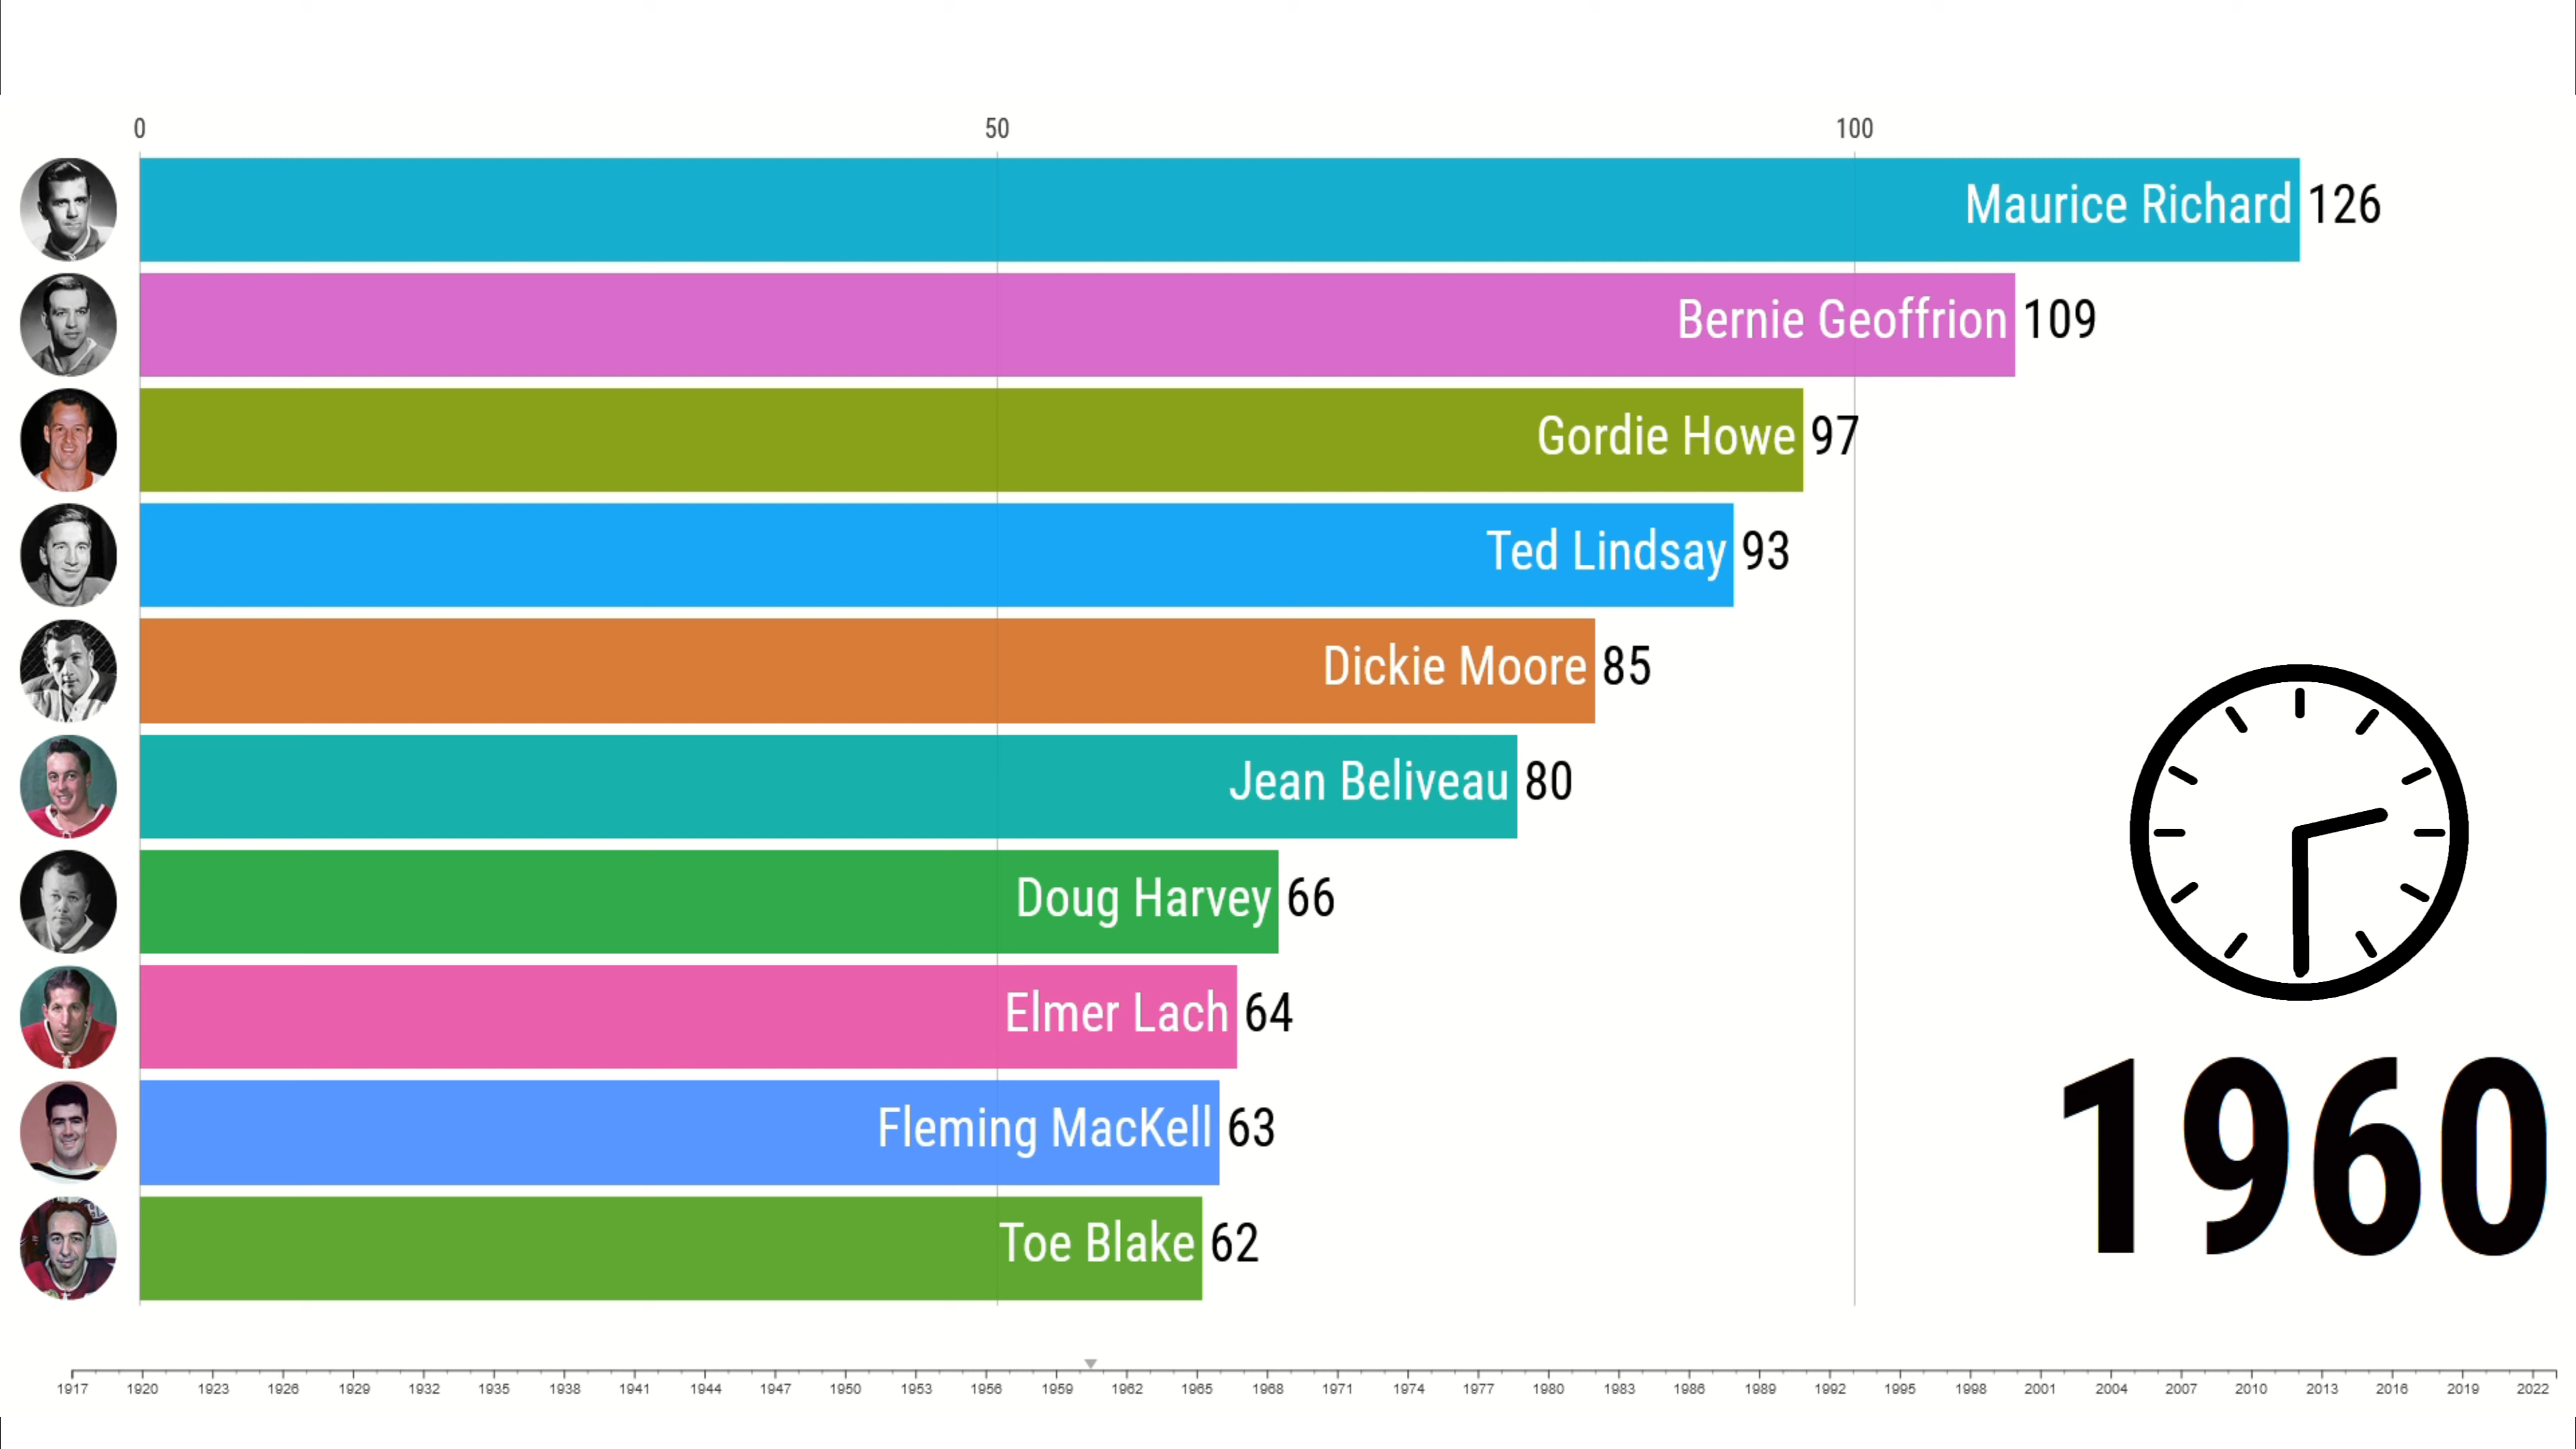 0 50 100
Maurice Richard 126
Bernie Geoffrion 109
Gordie Howe 97
Ted Lindsay 93
Dickie Moore 85
Jean Beliveau 80
Doug Harvey 66
Elmer Lach 64
Fleming MacKell 63
Toe Blake 62
1960
1917 1920 1923 1926 1929 1932 1935 1938 1941 1944 1947 1950 1953 1956 1959 1962 1965 1968 1971 1974 1977 1980 1983 1986 1989 1992 1995 1998 2001 2004 2007 2010 2013 2016 2019 2022